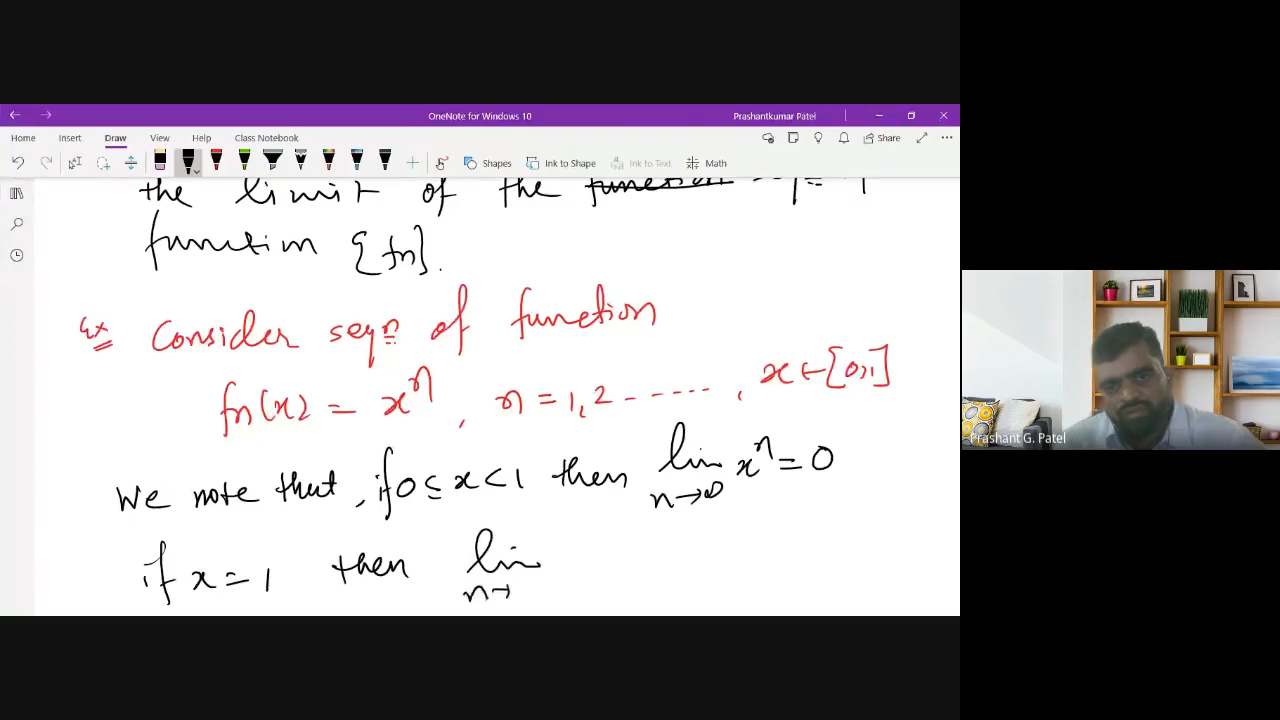 OneNote for Windows 10
Prashantkumar Patel
Home Insert Draw View Help Class Notebook
Share
Shapes Ink to Shape Ink to Text Math
the limit of the function
function {fn}.
Ex Consider seqn of function
fn(x) = x^n, n = 1, 2 ------, x ∈ [0,1]
We note that, if 0 ≤ x < 1 then lim n→∞ x^n = 0
if x = 1 then lim n→
Prashant G. Patel